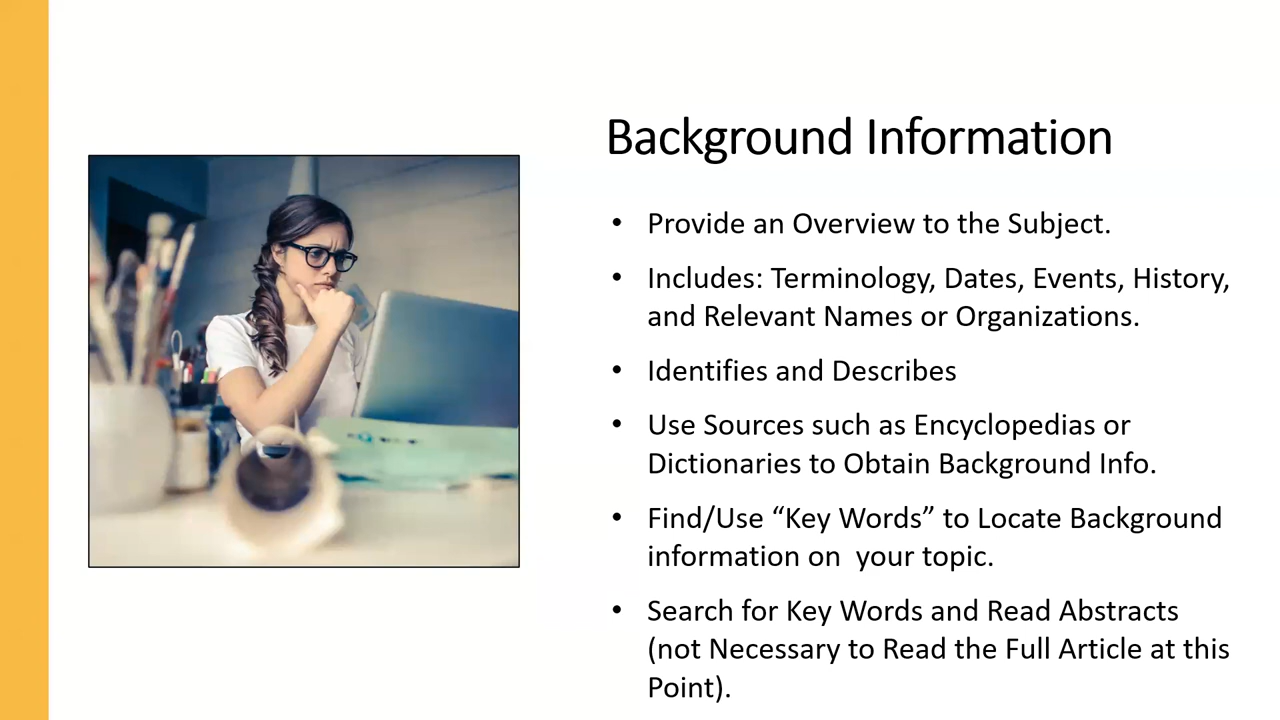 Background Information
• Provide an Overview to the Subject.
• Includes: Terminology, Dates, Events, History,
and Relevant Names or Organizations.
• Identifies and Describes
• Use Sources such as Encyclopedias or
Dictionaries to Obtain Background Info.
• Find/Use “Key Words” to Locate Background
information on  your topic.
• Search for Key Words and Read Abstracts
(not Necessary to Read the Full Article at this
Point).